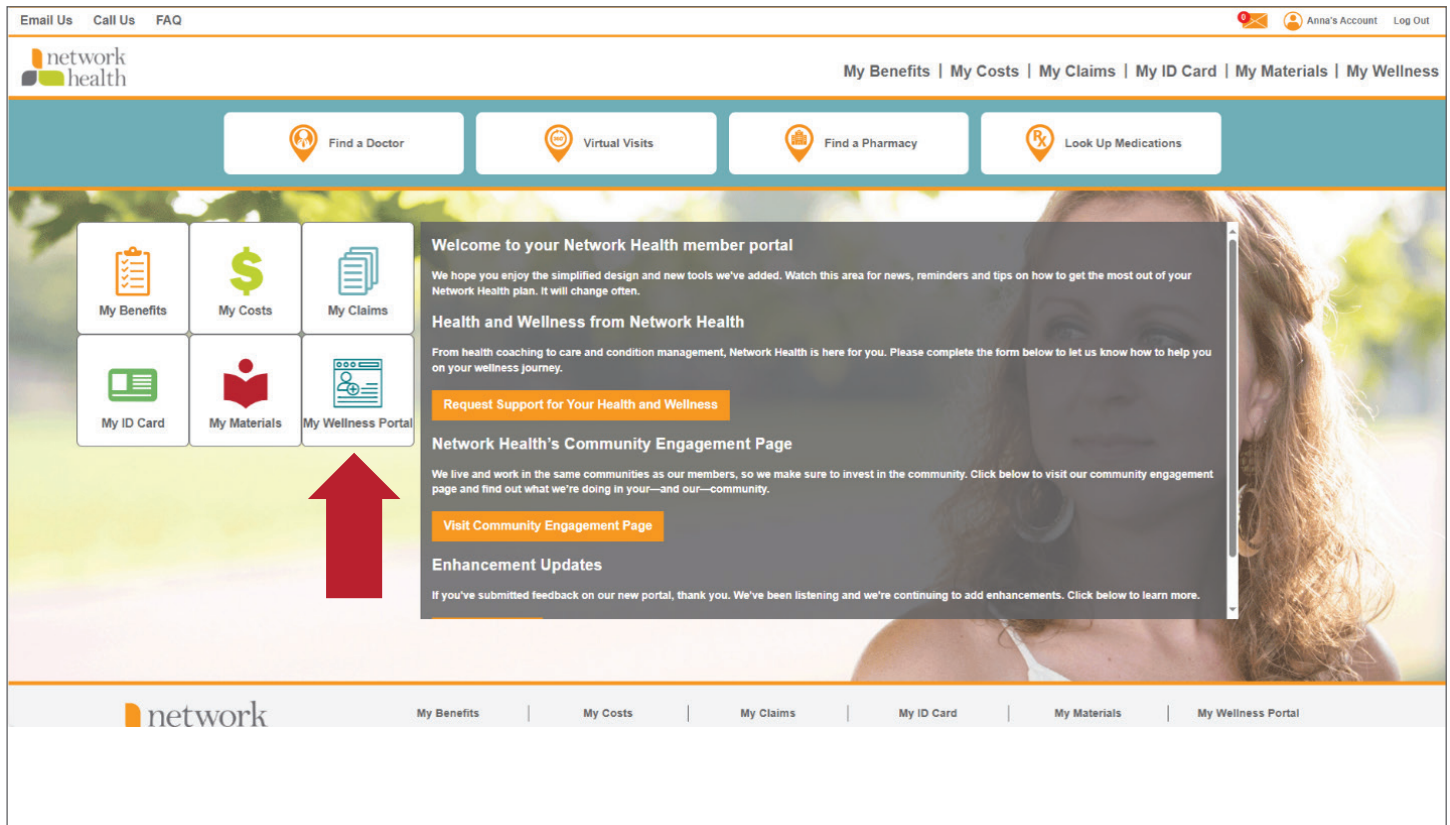 Email Us Call Us FAQ
0
Anna's Account Log Out
network
health
My Benefits | My Costs | My Claims | My ID Card | My Materials | My Wellness
Find a Doctor
360°
Virtual Visits
Find a Pharmacy
Rx
Look Up Medications
My Benefits
$
My Costs
My Claims
My ID Card
My Materials
My Wellness Portal
Welcome to your Network Health member portal
We hope you enjoy the simplified design and new tools we've added. Watch this area for news, reminders and tips on how to get the most out of your
Network Health plan. It will change often.
Health and Wellness from Network Health
From health coaching to care and condition management, Network Health is here for you. Please complete the form below to let us know how to help you
on your wellness journey.
Request Support for Your Health and Wellness
Network Health's Community Engagement Page
We live and work in the same communities as our members, so we make sure to invest in the community. Click below to visit our community engagement
page and find out what we're doing in your—and our—community.
Visit Community Engagement Page
Enhancement Updates
If you've submitted feedback on our new portal, thank you. We've been listening and we're continuing to add enhancements. Click below to learn more.
network
My Benefits | My Costs | My Claims | My ID Card | My Materials | My Wellness Portal